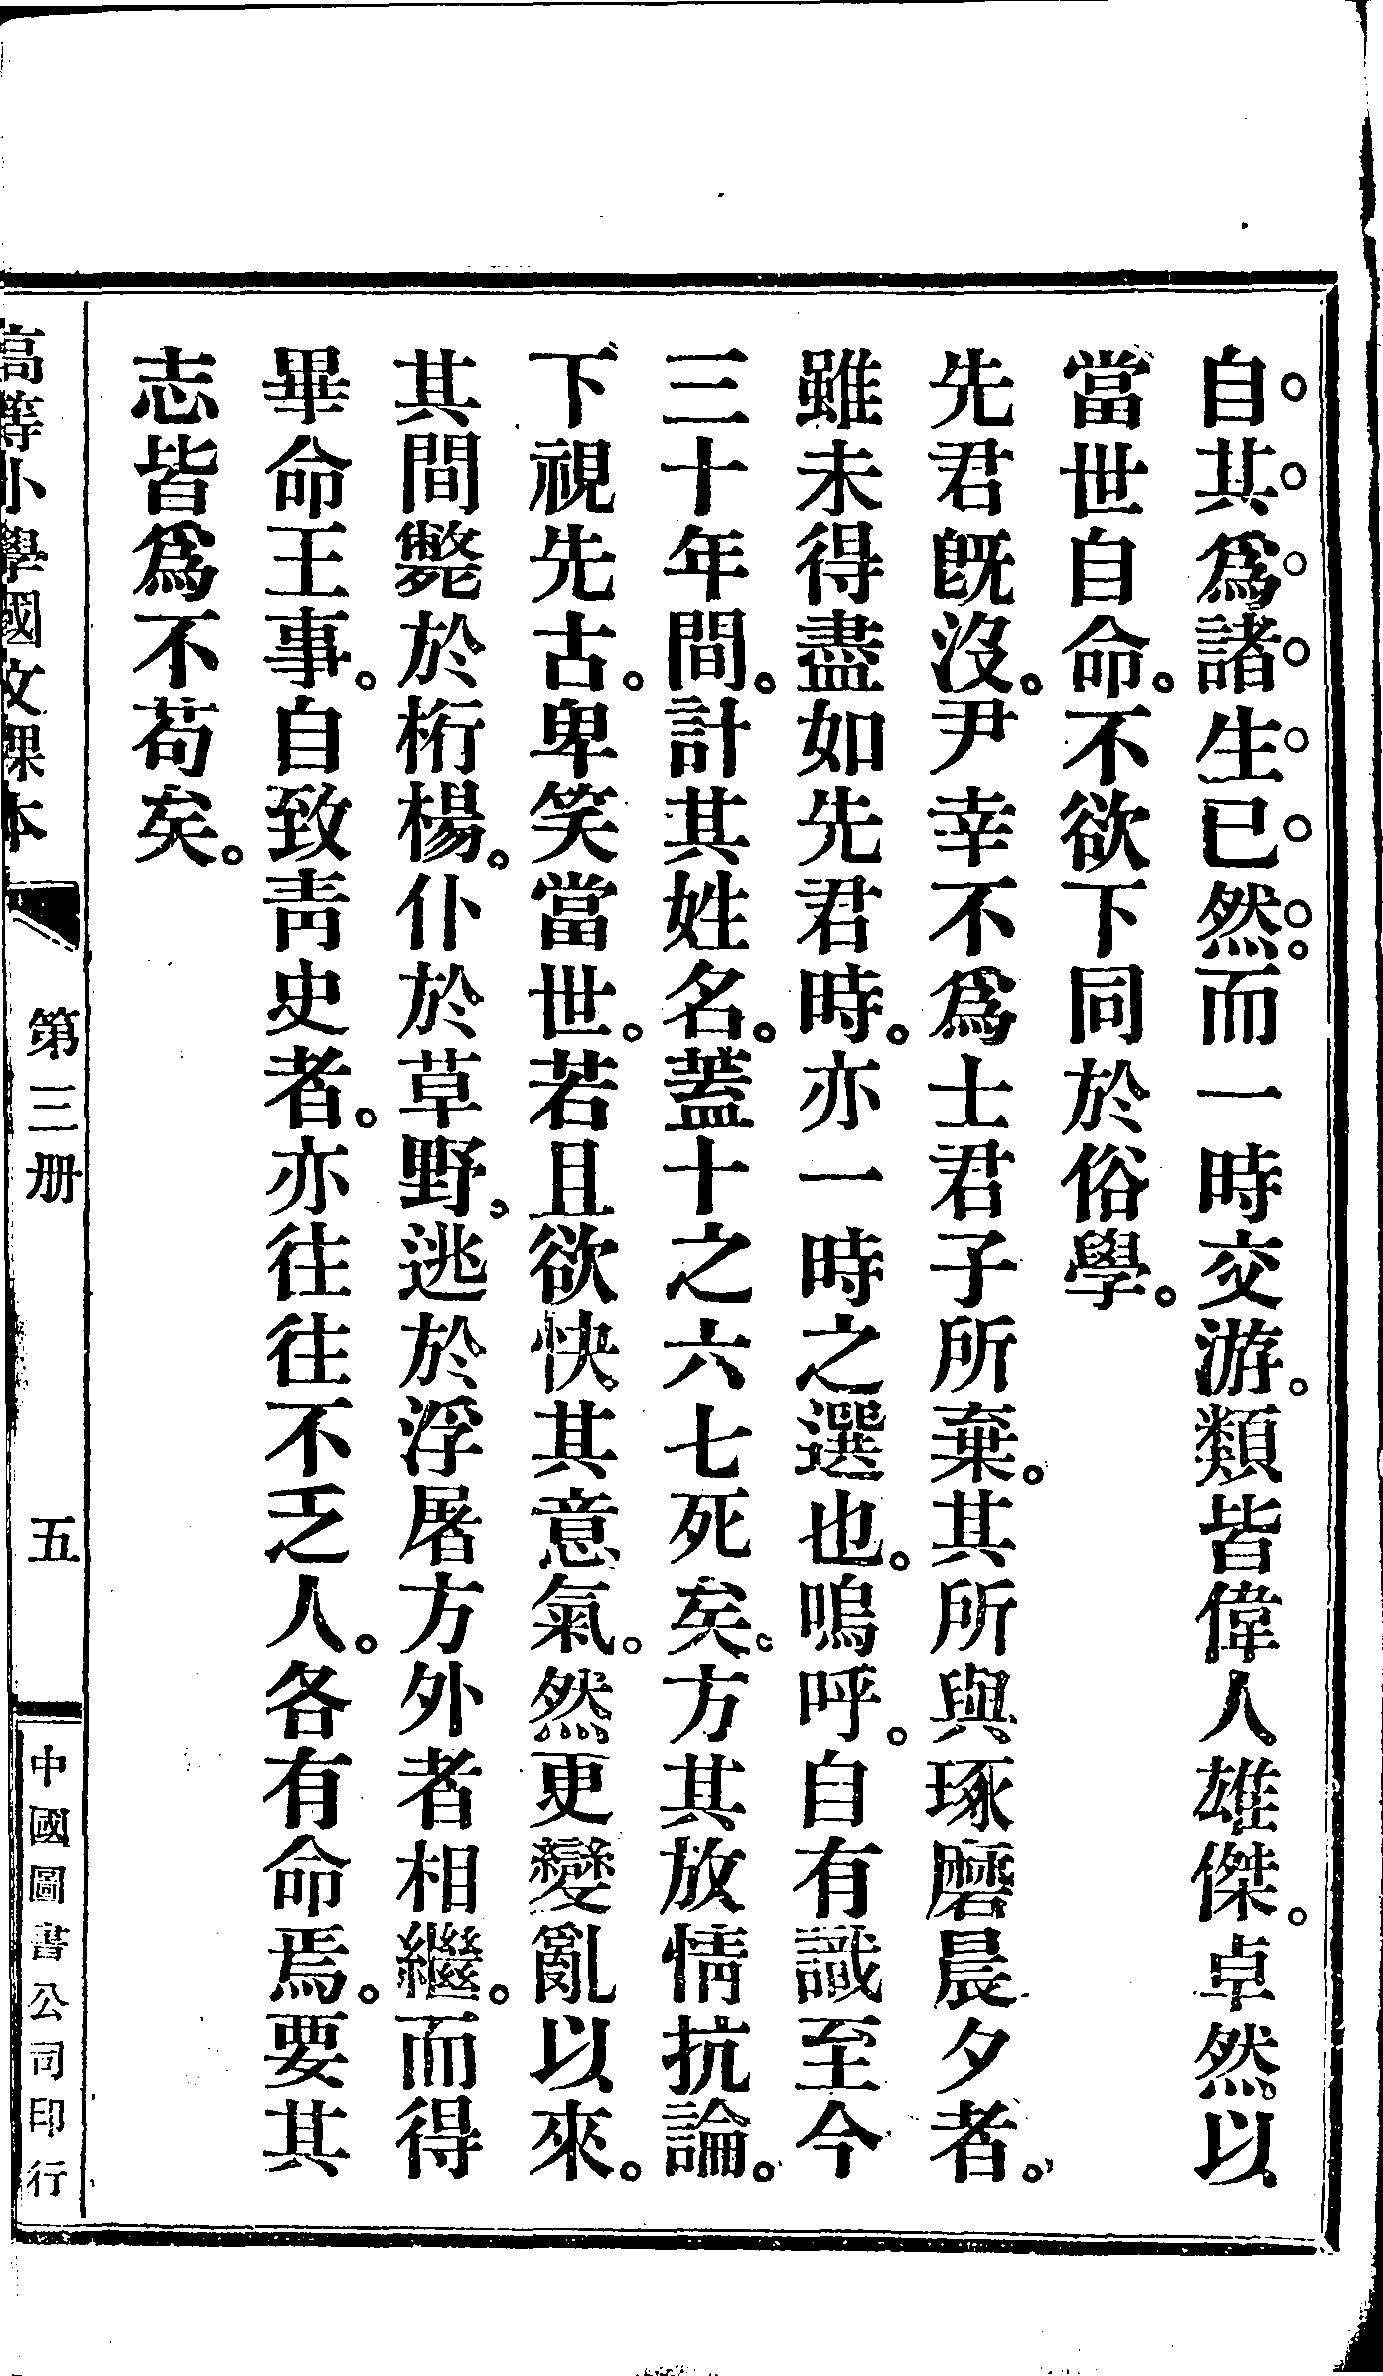 自其爲諸生已然。而一時交游。類皆偉人雄傑。卓然以
當世自命。不欲下同於俗學。
先君旣沒。尹幸不爲士君子所棄。其所與琢磨晨夕者。
雖未得盡如先君時。亦一時之選也。嗚呼。自有識至今
三十年間。計其姓名。蓋十之六七死矣。方其放情抗論。
下視先古。卑笑當世。若且欲快其意氣。然更變亂以來。
其間斃於桁楊。仆於草野。逃於浮屠方外者相繼。而得
畢命王事。自致靑史者。亦往往不乏人。各有命焉。要其
志皆爲不苟矣。
高等小學國文課本
第三册
五
中國圖書公司印行